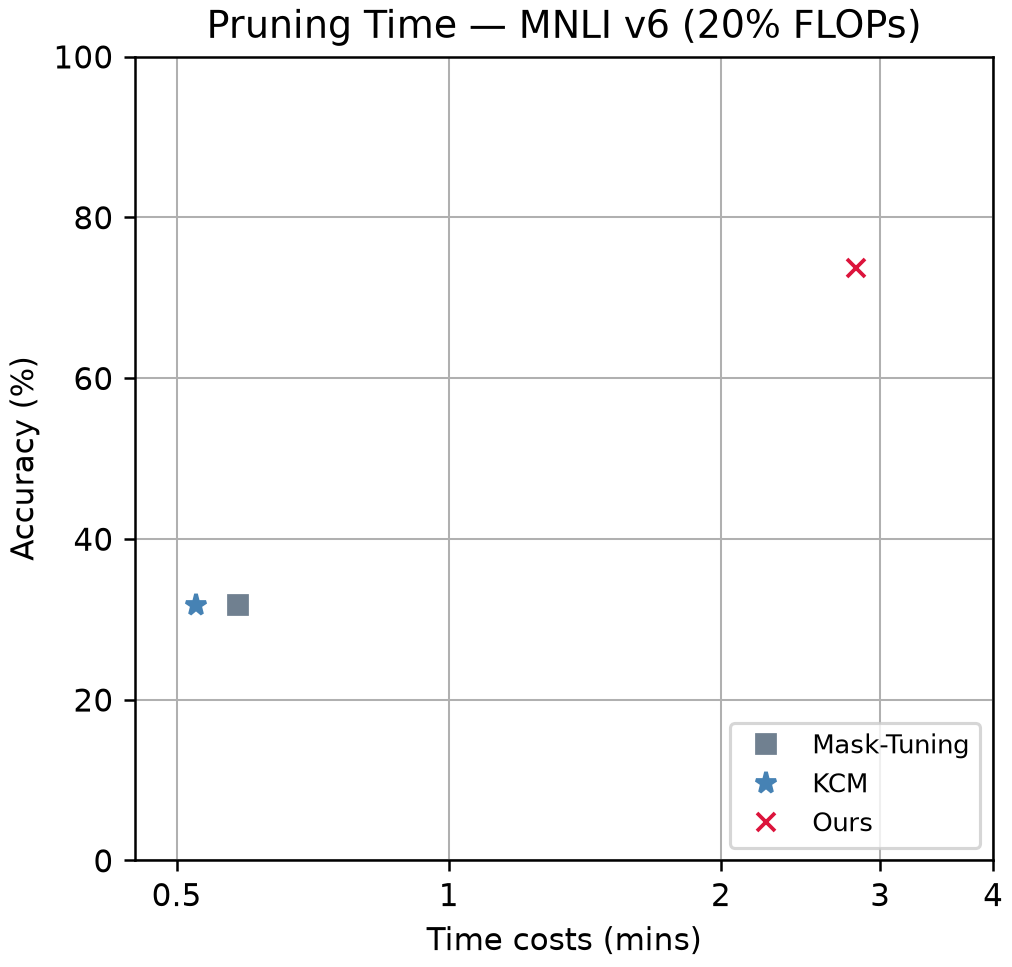 Pruning Time — MNLI v6 (20% FLOPs)
100
80
60
40
20
0
Accuracy (%)
Mask-Tuning
KCM
Ours
0.5
1
2
3
4
Time costs (mins)